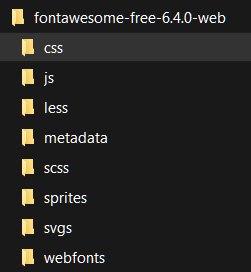 fontawesome-free-6.4.0-web
css
js
less
metadata
scss
sprites
svgs
webfonts